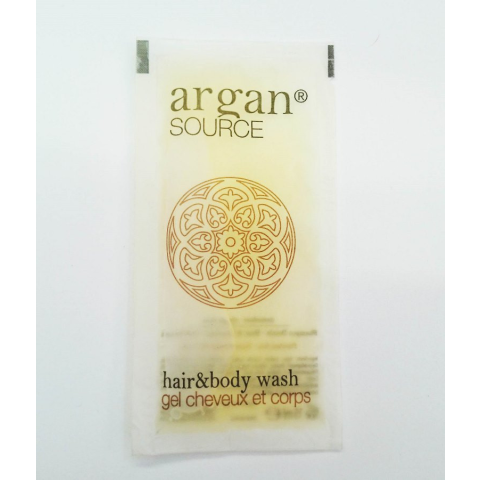 argan®
SOURCE
hair&body wash
gel cheveux et corps